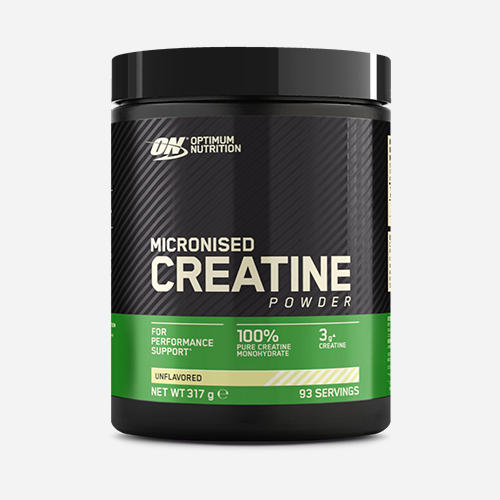 ON OPTIMUM
NUTRITION
MICRONISED
CREATINE
POWDER
FOR
PERFORMANCE
SUPPORT
100%
PURE CREATINE
MONOHYDRATE
3g
CREATINE
UNFLAVORED
NET WT 317 g ℮
93 SERVINGS